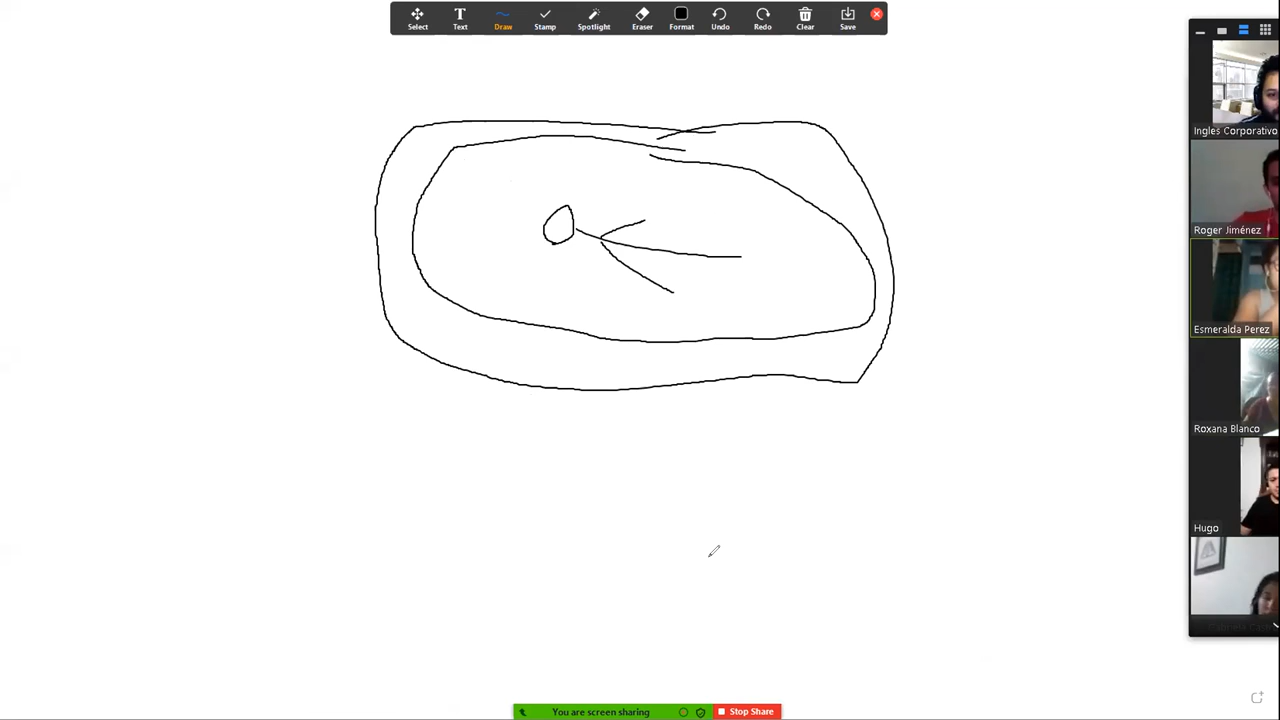 Select Text Draw Stamp Spotlight Eraser Format Undo Redo Clear Save
Ingles Corporativo
Roger Jiménez
Esmeralda Perez
Roxana Blanco
Hugo
You are screen sharing Stop Share